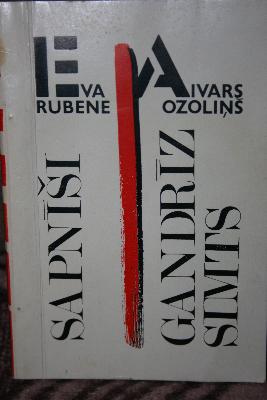 EVA
RUBENE
AIVARS
OZOLIŅŠ
SAPNĪŠI
GANDRĪZ
SIMTS